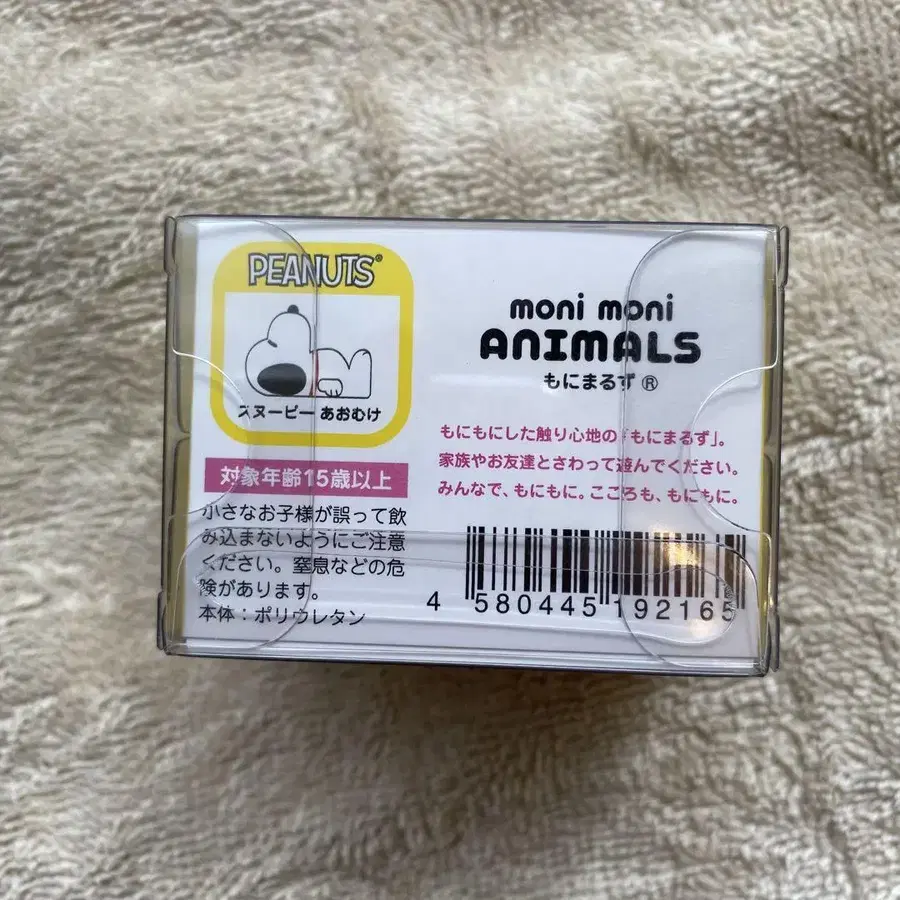 PEANUTS®
スヌーピー あおむけ
対象年齢15歳以上
小さなお子様が誤って飲
み込まないようにご注意
ください。窒息などの危
険があります。
本体：ポリウレタン
moni moni
ANIMALS
もにまるず®
もにもにした触り心地の「もにまるず」。
家族やお友達とさわって遊んでください。
みんなで、もにもに。こころも、もにもに。
4 580445 192165